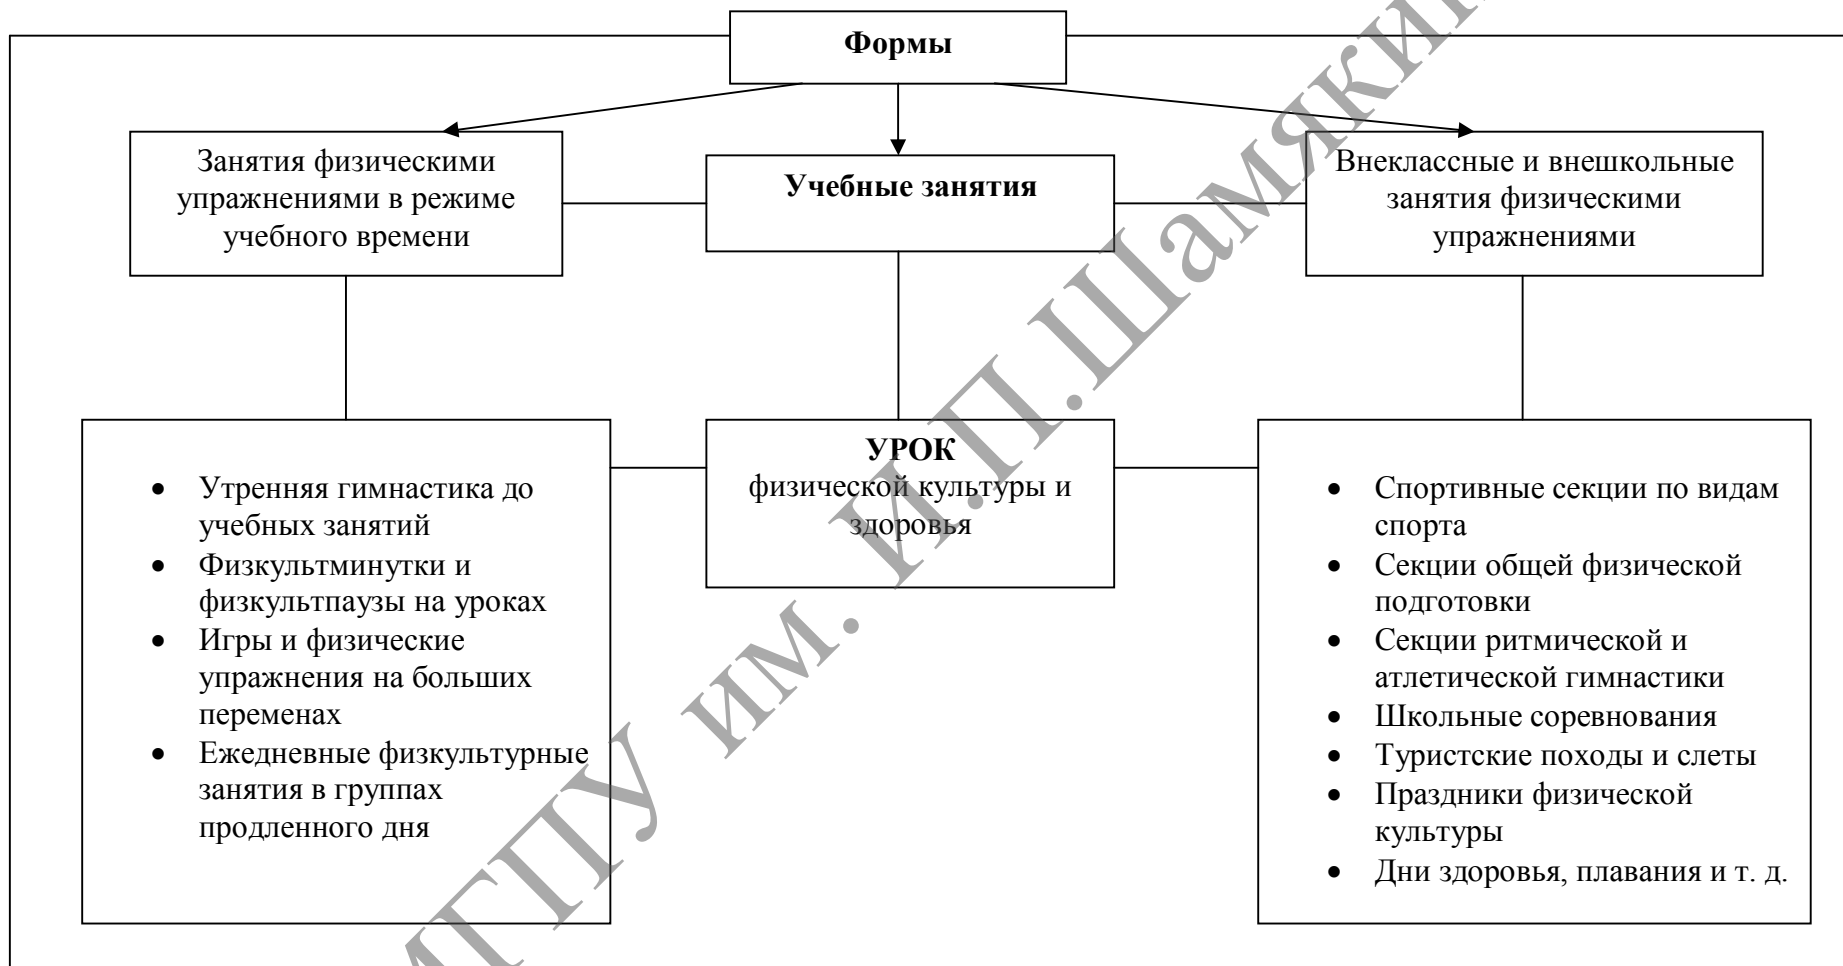 Формы
Занятия физическими
упражнениями в режиме
учебного времени
Учебные занятия
Внеклассные и внешкольные
занятия физическими
упражнениями
• Утренняя гимнастика до
учебных занятий
• Физкультминутки и
физкультпаузы на уроках
• Игры и физические
упражнения на больших
переменах
• Ежедневные физкультурные
занятия в группах
продленного дня
УРОК
физической культуры и
здоровья
• Спортивные секции по видам
спорта
• Секции общей физической
подготовки
• Секции ритмической и
атлетической гимнастики
• Школьные соревнования
• Туристские походы и слеты
• Праздники физической
культуры
• Дни здоровья, плавания и т. д.
МГПУ им. И.П.Шамякин